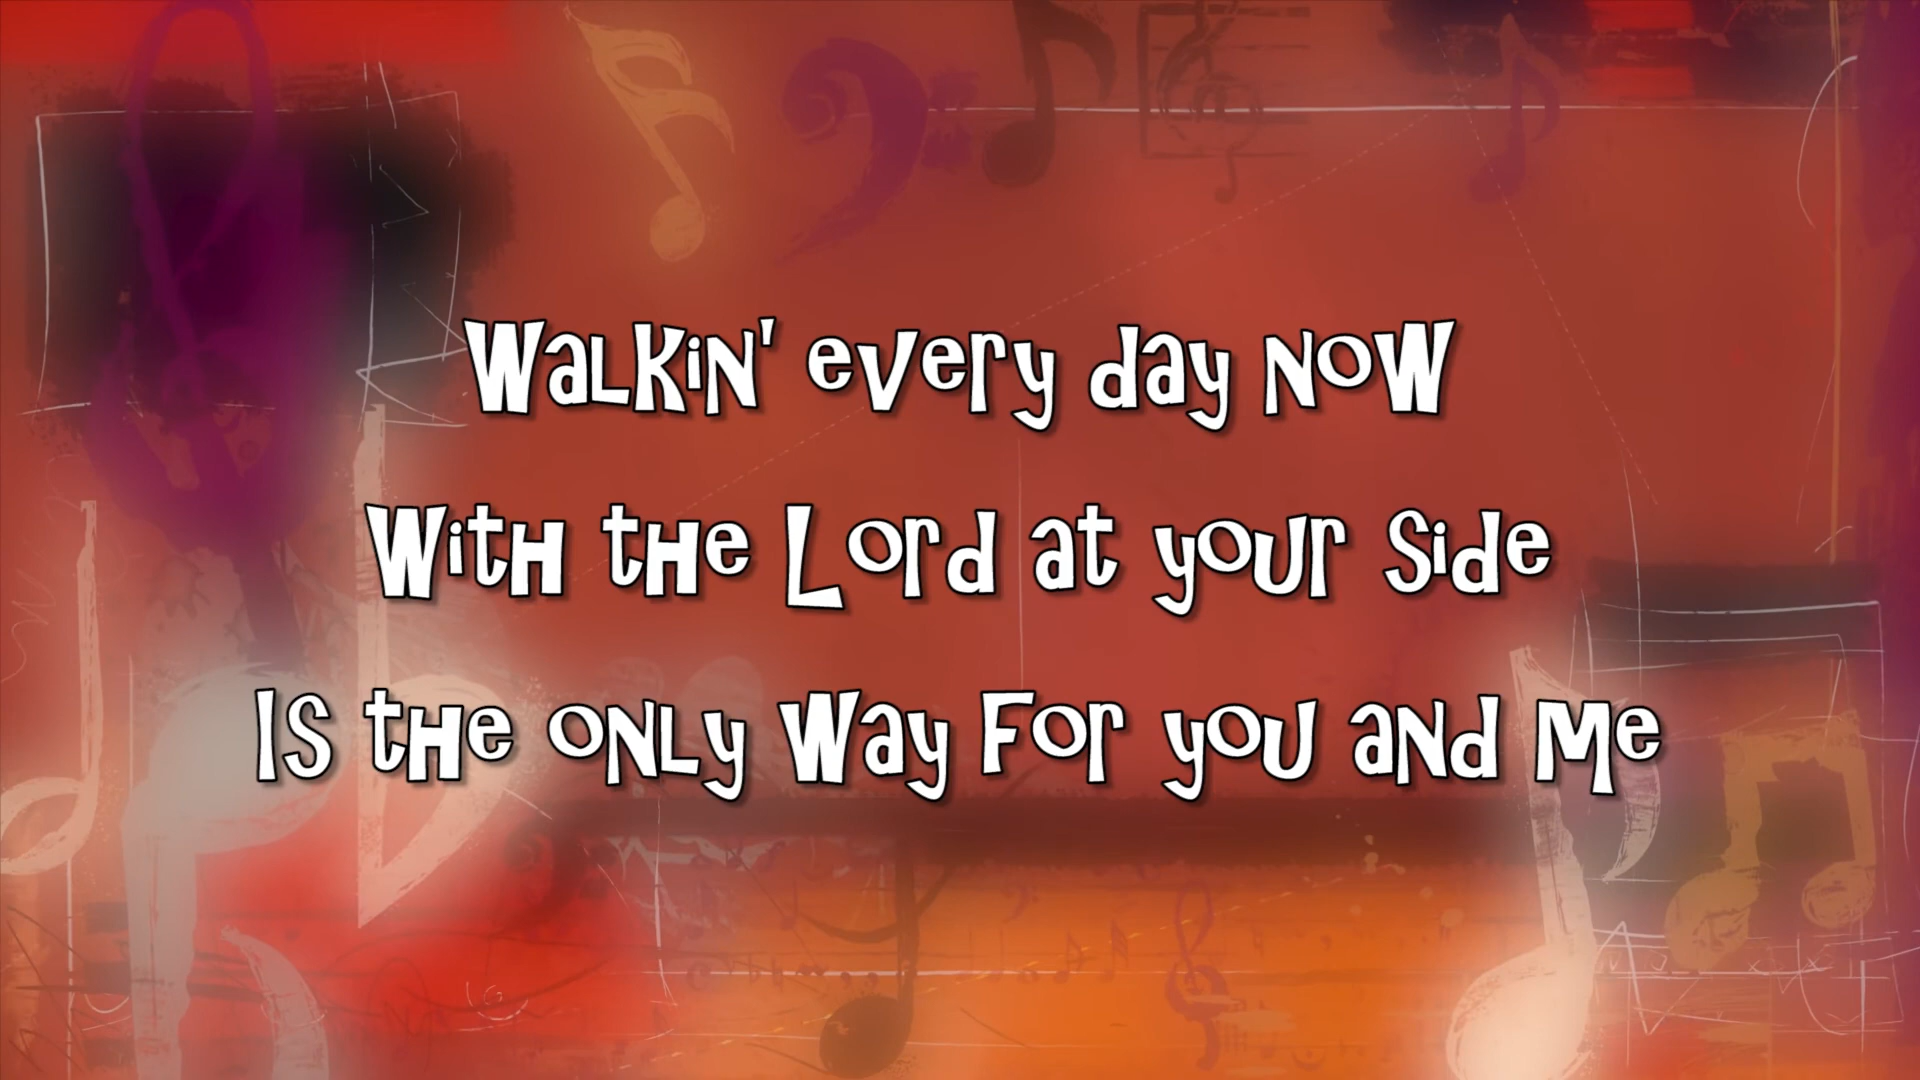 Walkin' every day now
With the Lord at your side
Is the only way for you and me